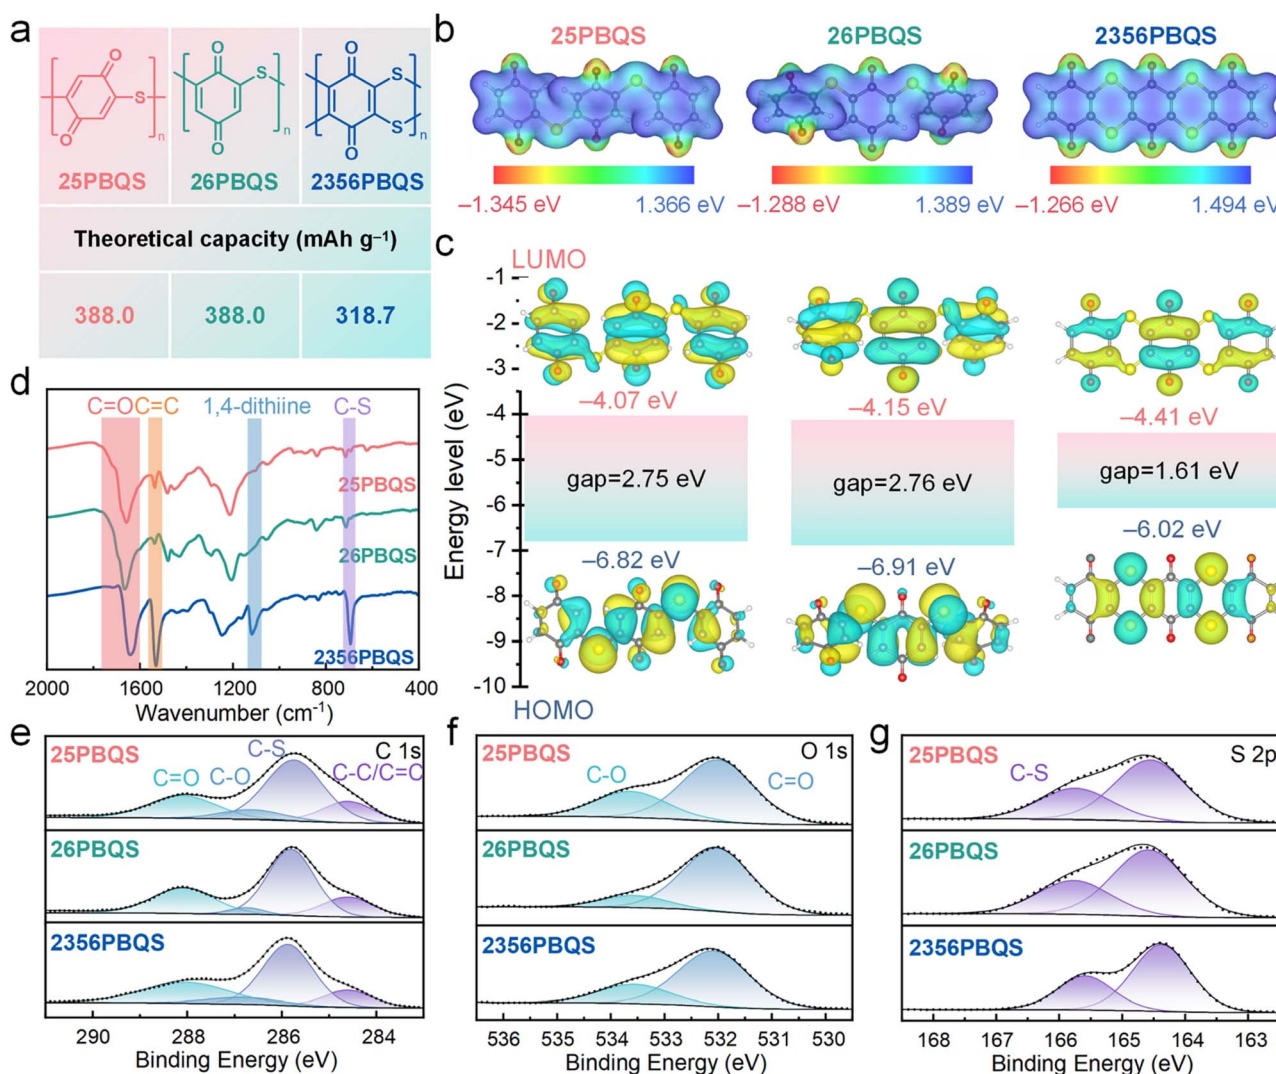 a
O
S
n
O
25PBQS
O
S
n
O
26PBQS
O
S
S
n
O
2356PBQS
Theoretical capacity (mAh g⁻¹)
388.0 388.0 318.7
b
25PBQS 26PBQS 2356PBQS
–1.345 eV 1.366 eV –1.288 eV 1.389 eV –1.266 eV 1.494 eV
c
LUMO
Energy level (eV)
-1
-2
-3
-4
-5
-6
-7
-8
-9
-10
–4.07 eV –4.15 eV –4.41 eV
gap=2.75 eV gap=2.76 eV gap=1.61 eV
–6.82 eV –6.91 eV –6.02 eV
HOMO
d
C=O C=C 1,4-dithiine C-S
25PBQS
26PBQS
2356PBQS
2000 1600 1200 800 400
Wavenumber (cm⁻¹)
e
25PBQS C-S C 1s
C=O C-O C-C/C=C
26PBQS
2356PBQS
290 288 286 284
Binding Energy (eV)
f
25PBQS O 1s
C-O C=O
26PBQS
2356PBQS
536 535 534 533 532 531 530
Binding Energy (eV)
g
25PBQS S 2p
C-S
26PBQS
2356PBQS
168 167 166 165 164 163
Binding Energy (eV)